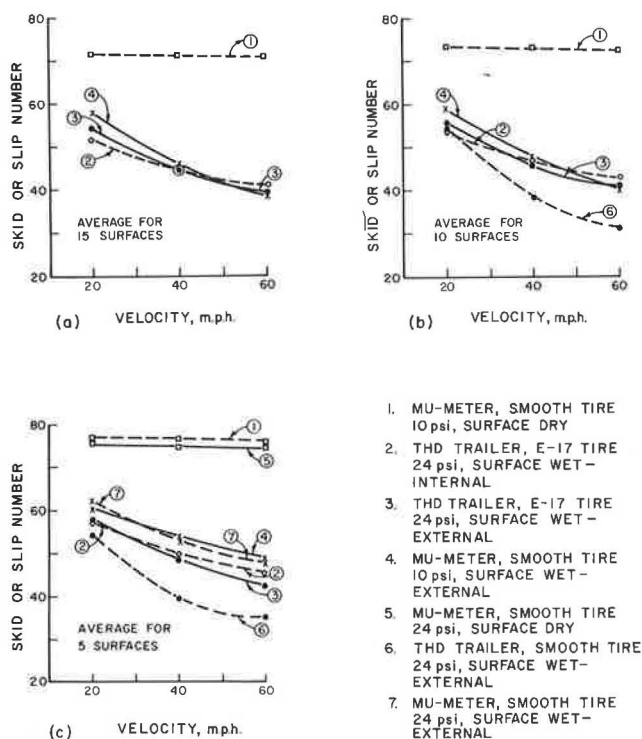 80
70
60
50
40
30
20
SKID OR SLIP NUMBER
1
4
3
2
3
AVERAGE FOR
15 SURFACES
20 40 60
(a) VELOCITY, m.p.h.
80
60
40
20
SKID OR SLIP NUMBER
1
4
2
3
6
AVERAGE FOR
10 SURFACES
20 40 60
(b) VELOCITY, m.p.h.
80
60
40
20
SKID OR SLIP NUMBER
1
5
7
7 4
2
2
3
6
AVERAGE FOR
5 SURFACES
20 40 60
(c) VELOCITY, m.p.h.
1. MU-METER, SMOOTH TIRE
10 psi, SURFACE DRY
2. THD TRAILER, E-17 TIRE
24 psi, SURFACE WET-
INTERNAL
3. THD TRAILER, E-17 TIRE
24 psi, SURFACE WET-
EXTERNAL
4. MU-METER, SMOOTH TIRE
10 psi, SURFACE WET-
EXTERNAL
5. MU-METER, SMOOTH TIRE
24 psi, SURFACE DRY
6. THD TRAILER, SMOOTH TIRE
24 psi, SURFACE WET-
EXTERNAL
7. MU-METER, SMOOTH TIRE
24 psi, SURFACE WET-
EXTERNAL